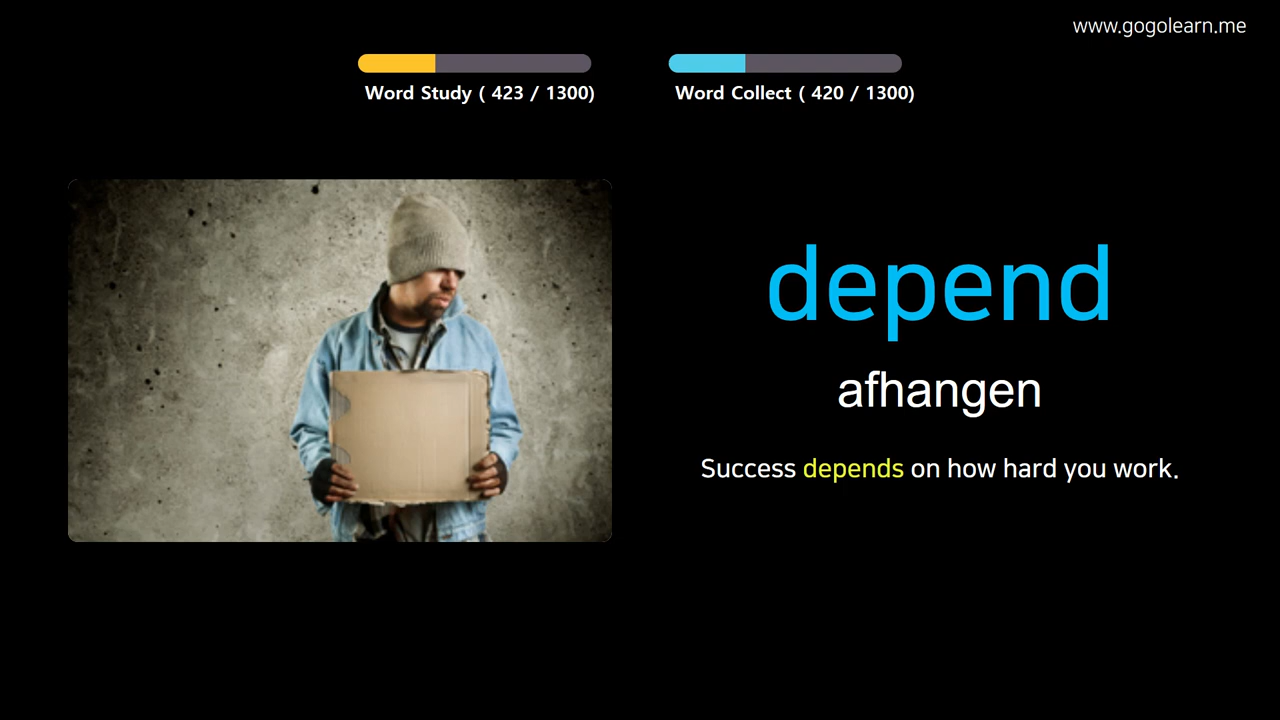 www.gogolearn.me
Word Study ( 423 / 1300)
Word Collect ( 420 / 1300)
depend
afhangen
Success depends on how hard you work.